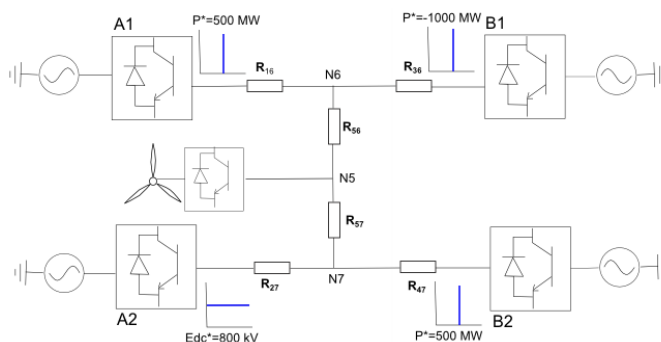 A1
P*=500 MW
P*=-1000 MW
B1
R16
N6
R36
R56
N5
R57
A2
R27
N7
R47
B2
Edc*=800 kV
P*=500 MW